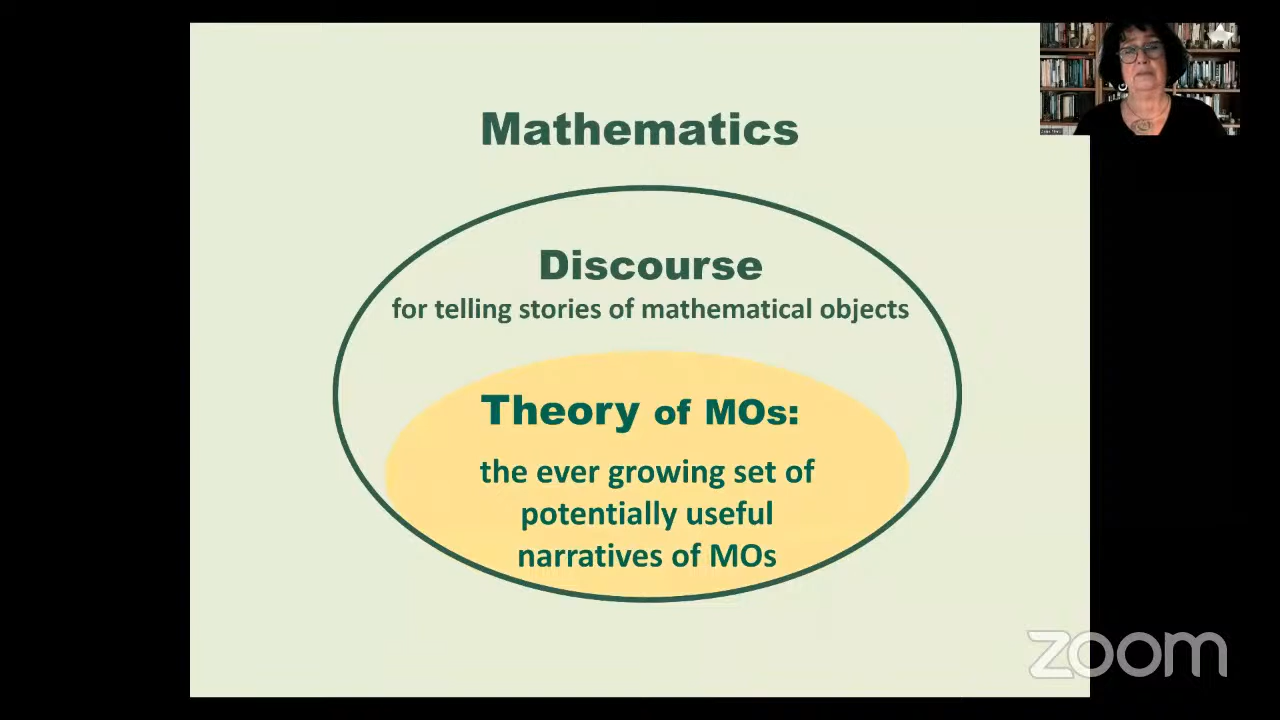 Mathematics
Discourse
for telling stories of mathematical objects
Theory of MOs:
the ever growing set of
potentially useful
narratives of MOs
zoom